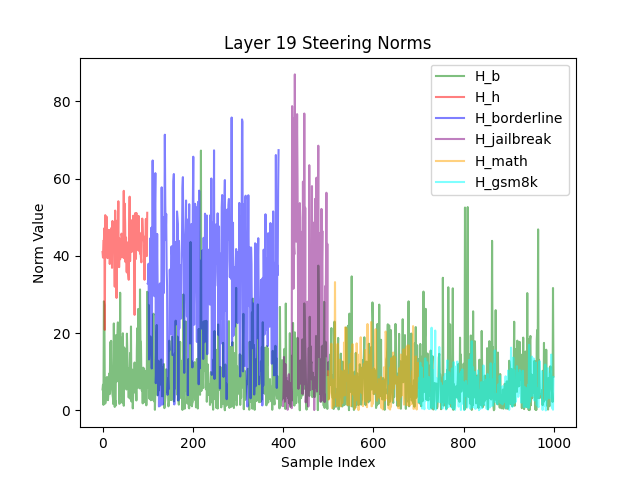 Layer 19 Steering Norms
H_b
H_h
H_borderline
H_jailbreak
H_math
H_gsm8k
Norm Value
80
60
40
20
0
0
200
400
600
800
1000
Sample Index